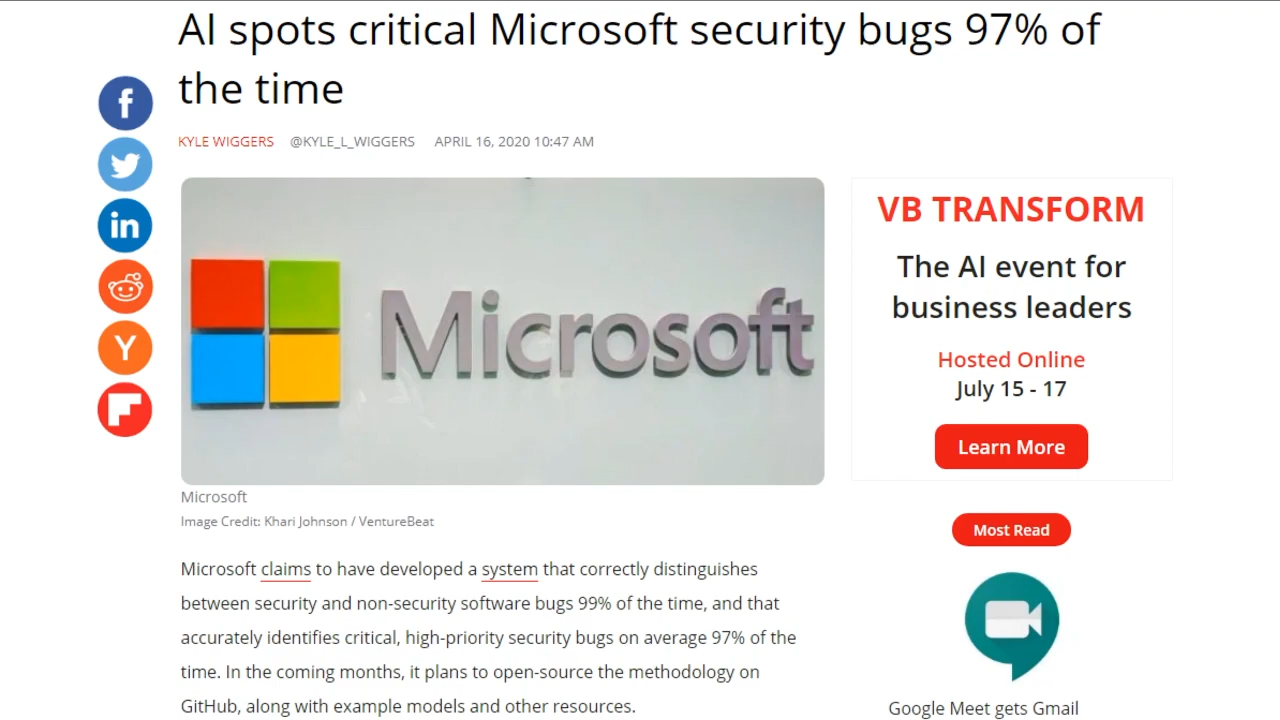 AI spots critical Microsoft security bugs 97% of
the time
KYLE WIGGERS @KYLE_L_WIGGERS APRIL 16, 2020 10:47 AM
Microsoft
Microsoft
Image Credit: Khari Johnson / VentureBeat
Microsoft claims to have developed a system that correctly distinguishes
between security and non-security software bugs 99% of the time, and that
accurately identifies critical, high-priority security bugs on average 97% of the
time. In the coming months, it plans to open-source the methodology on
GitHub, along with example models and other resources.
VB TRANSFORM
The AI event for
business leaders
Hosted Online
July 15 - 17
Learn More
Most Read
Google Meet gets Gmail